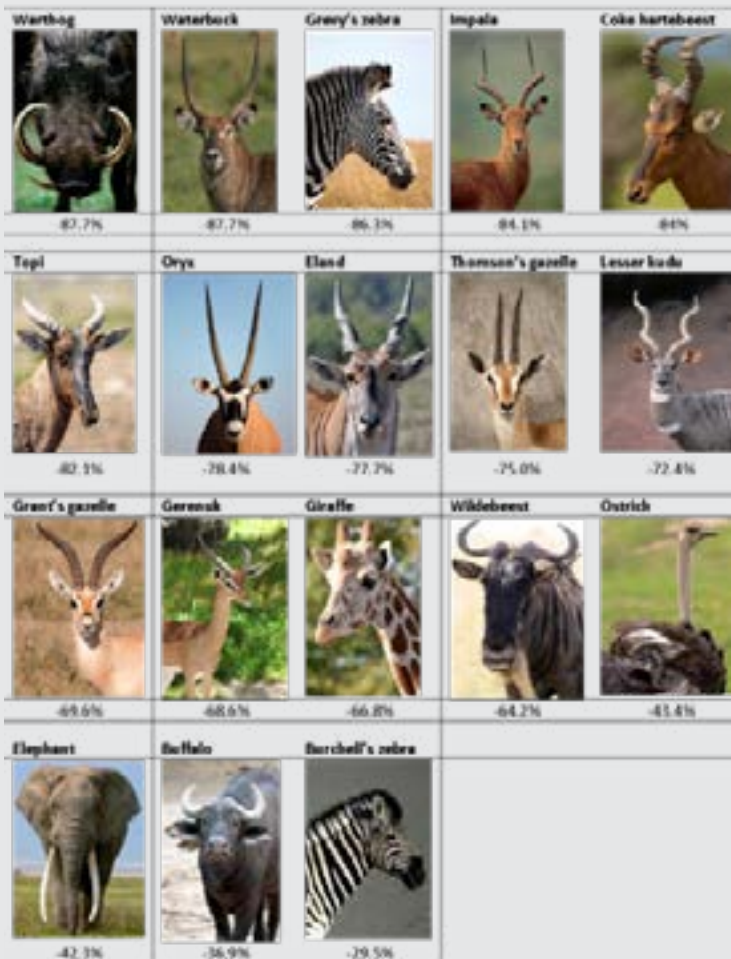 Warthog Waterbuck Grevy's zebra Impala Coke hartebeest
-87.7% -87.7% -86.3% -84.1% -84%
Topi Oryx Eland Thomson's gazelle Lesser kudu
-82.1% -78.4% -77.7% -75.0% -72.4%
Grant's gazelle Gerenuk Giraffe Wildebeest Ostrich
-69.6% -68.6% -66.8% -64.2% -43.4%
Elephant Buffalo Burchell's zebra
-42.3% -36.9% -29.5%